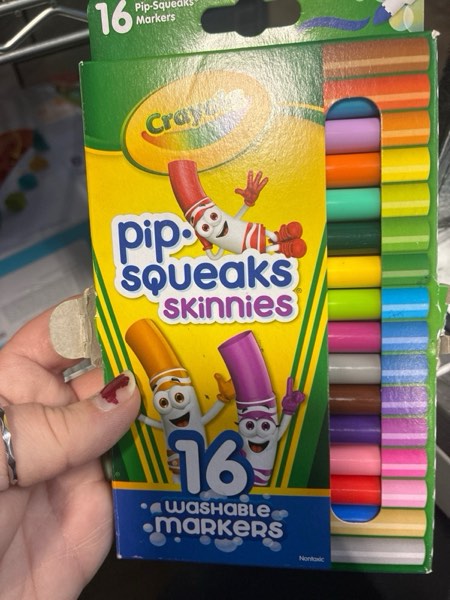 16 Pip-Squeaks
Markers
Crayola
pip-
squeaks
skinnies
16
washable
markers
Nontoxic